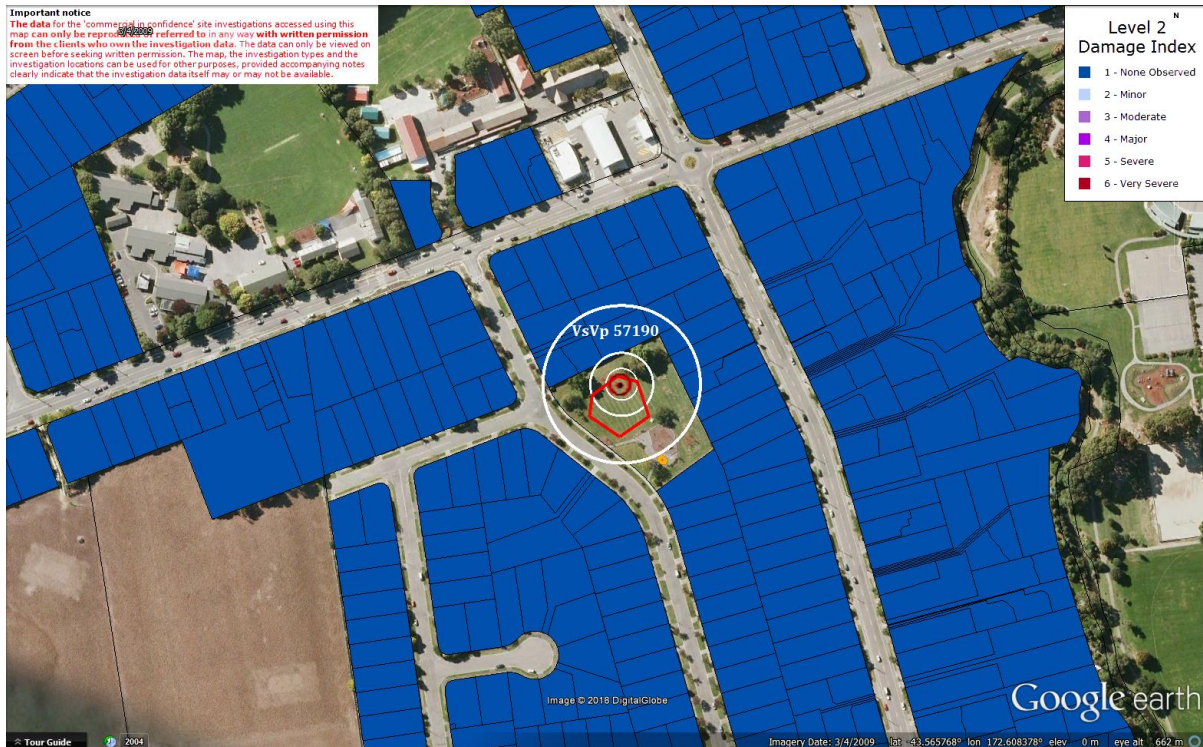 Important notice
The data for the 'commercial in confidence' site investigations accessed using this
map can only be reproduced or referred to in any way with written permission
3/4/2009
from the clients who own the investigation data. The data can only be viewed on
screen before seeking written permission. The map, the investigation types and the
investigation locations can be used for other purposes, provided accompanying notes
clearly indicate that the investigation data itself may or may not be available.
N
Level 2
Damage Index
1 - None Observed
2 - Minor
3 - Moderate
4 - Major
5 - Severe
6 - Very Severe
VsVp 57190
Image © 2018 DigitalGlobe
Google earth
Tour Guide
2004
Imagery Date: 3/4/2009 lat -43.565768° lon 172.608378° elev 0 m eye alt 662 m